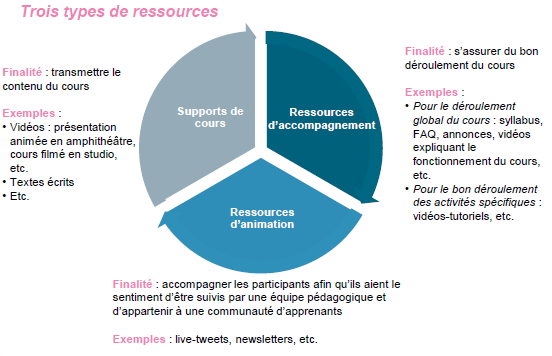 Trois types de ressources
Finalité : transmettre le
contenu du cours
Exemples :
• Vidéos : présentation
animée en amphithéâtre,
cours filmé en studio,
etc.
• Textes écrits
• Etc.
Supports de
cours
Ressources
d'accompagnement
Ressources
d'animation
Finalité : s'assurer du bon
déroulement du cours
Exemples :
• Pour le déroulement
global du cours : syllabus,
FAQ, annonces, vidéos
expliquant le
fonctionnement du cours,
etc.
• Pour le bon déroulement
des activités spécifiques :
vidéos-tutoriels, etc.
Finalité : accompagner les participants afin qu'ils aient le
sentiment d'être suivis par une équipe pédagogique et
d'appartenir à une communauté d'apprenants
Exemples : live-tweets, newsletters, etc.